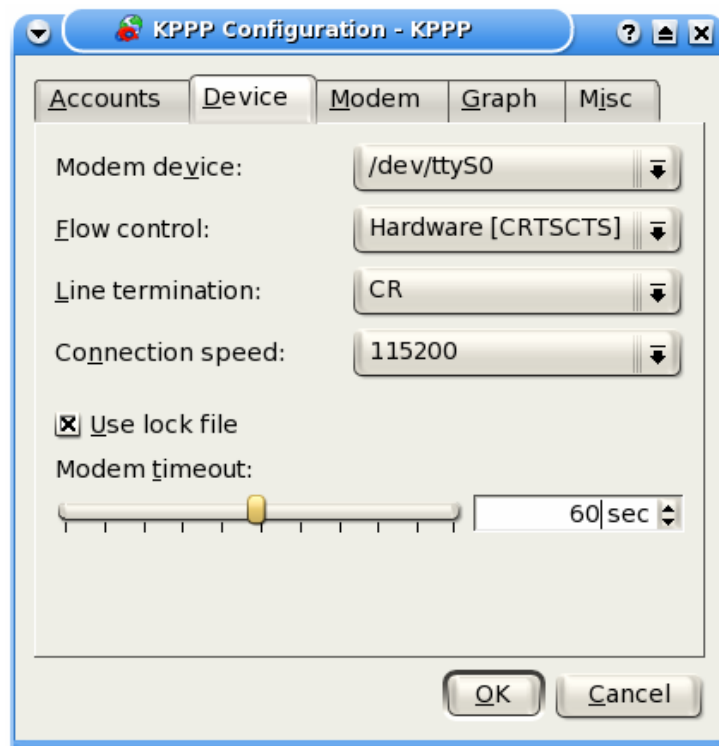 KPPP Configuration - KPPP
?
Accounts Device Modem Graph Misc
Modem device: /dev/ttyS0
Flow control: Hardware [CRTSCTS]
Line termination: CR
Connection speed: 115200
Use lock file
Modem timeout:
60 sec
OK Cancel